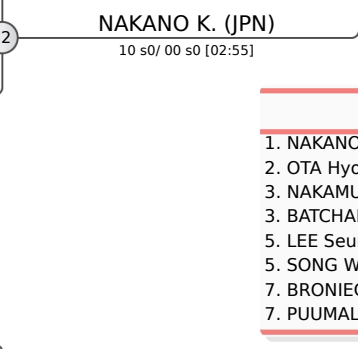 2
NAKANO K. (JPN)
10 s0/ 00 s0 [02:55]
1. NAKANO
2. OTA Hyo
3. NAKAMU
3. BATCHA
5. LEE Seu
5. SONG W
7. BRONIE
7. PUUMAL